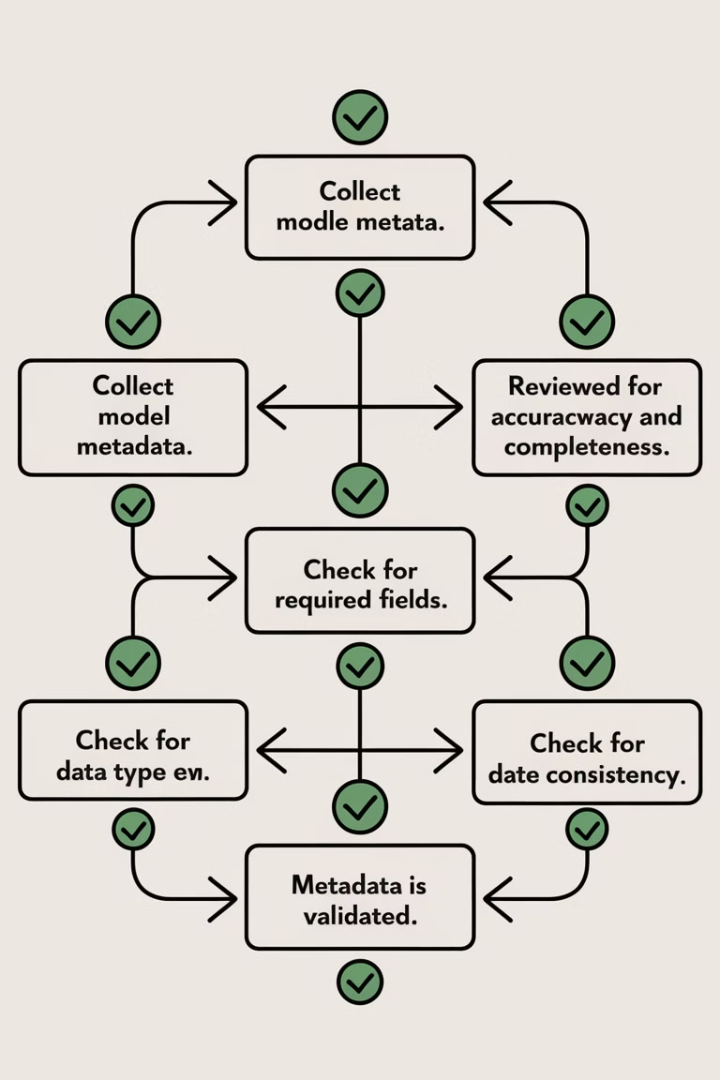 Collect
modle metata.
Collect
model
metadata.
Reviewed for
accuracwacy and
completeness.
Check for
required fields.
Check for
data type
Check for
date consistency.
Metadata is
validated.